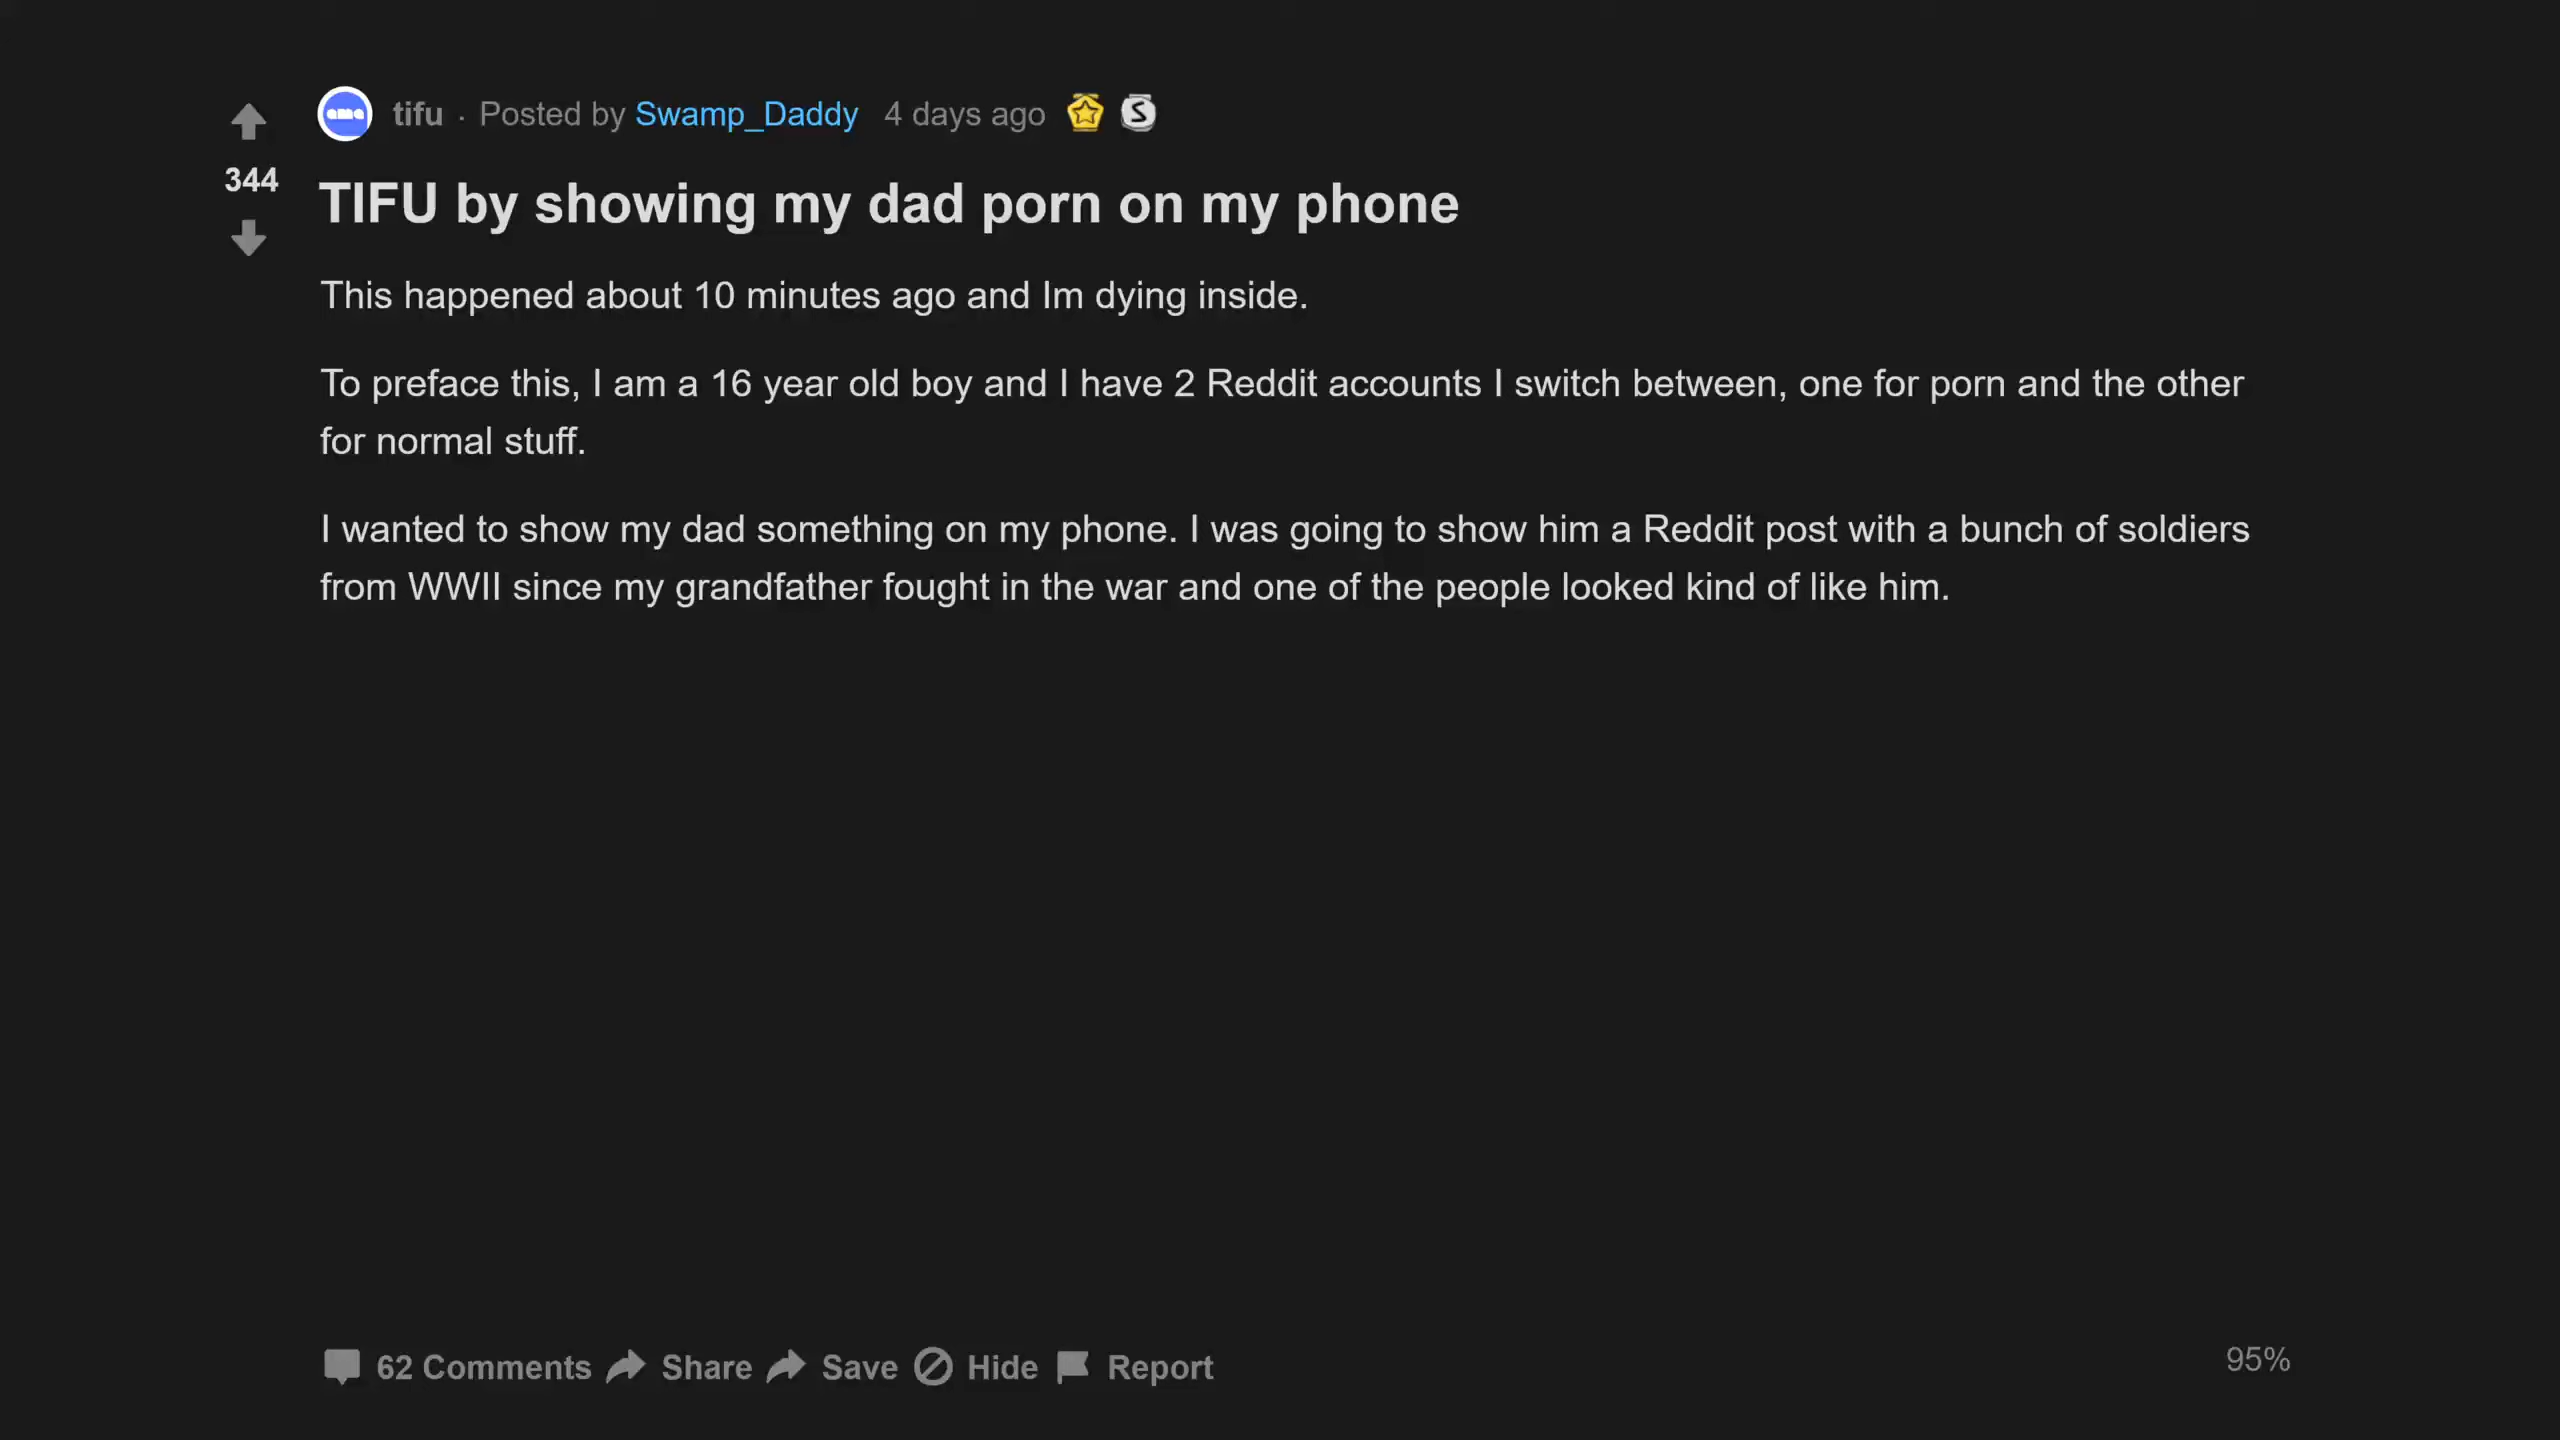 tifu · Posted by Swamp_Daddy 4 days ago
344
TIFU by showing my dad porn on my phone
This happened about 10 minutes ago and Im dying inside.
To preface this, I am a 16 year old boy and I have 2 Reddit accounts I switch between, one for porn and the other
for normal stuff.
I wanted to show my dad something on my phone. I was going to show him a Reddit post with a bunch of soldiers
from WWII since my grandfather fought in the war and one of the people looked kind of like him.
62 Comments Share Save Hide Report
95%